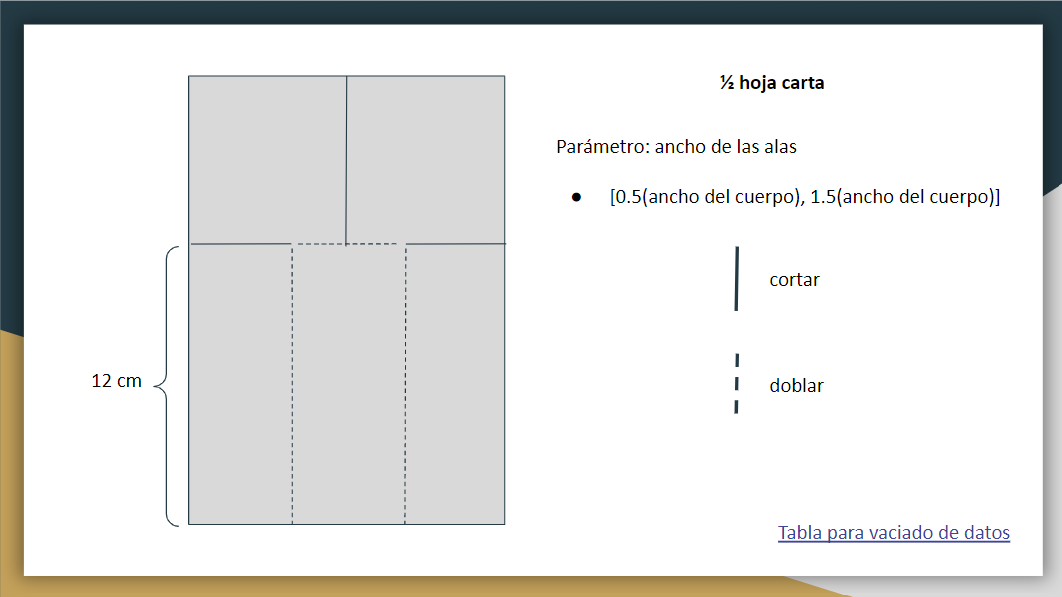 ½ hoja carta
Parámetro: ancho de las alas
● [0.5(ancho del cuerpo), 1.5(ancho del cuerpo)]
cortar
12 cm
doblar
Tabla para vaciado de datos